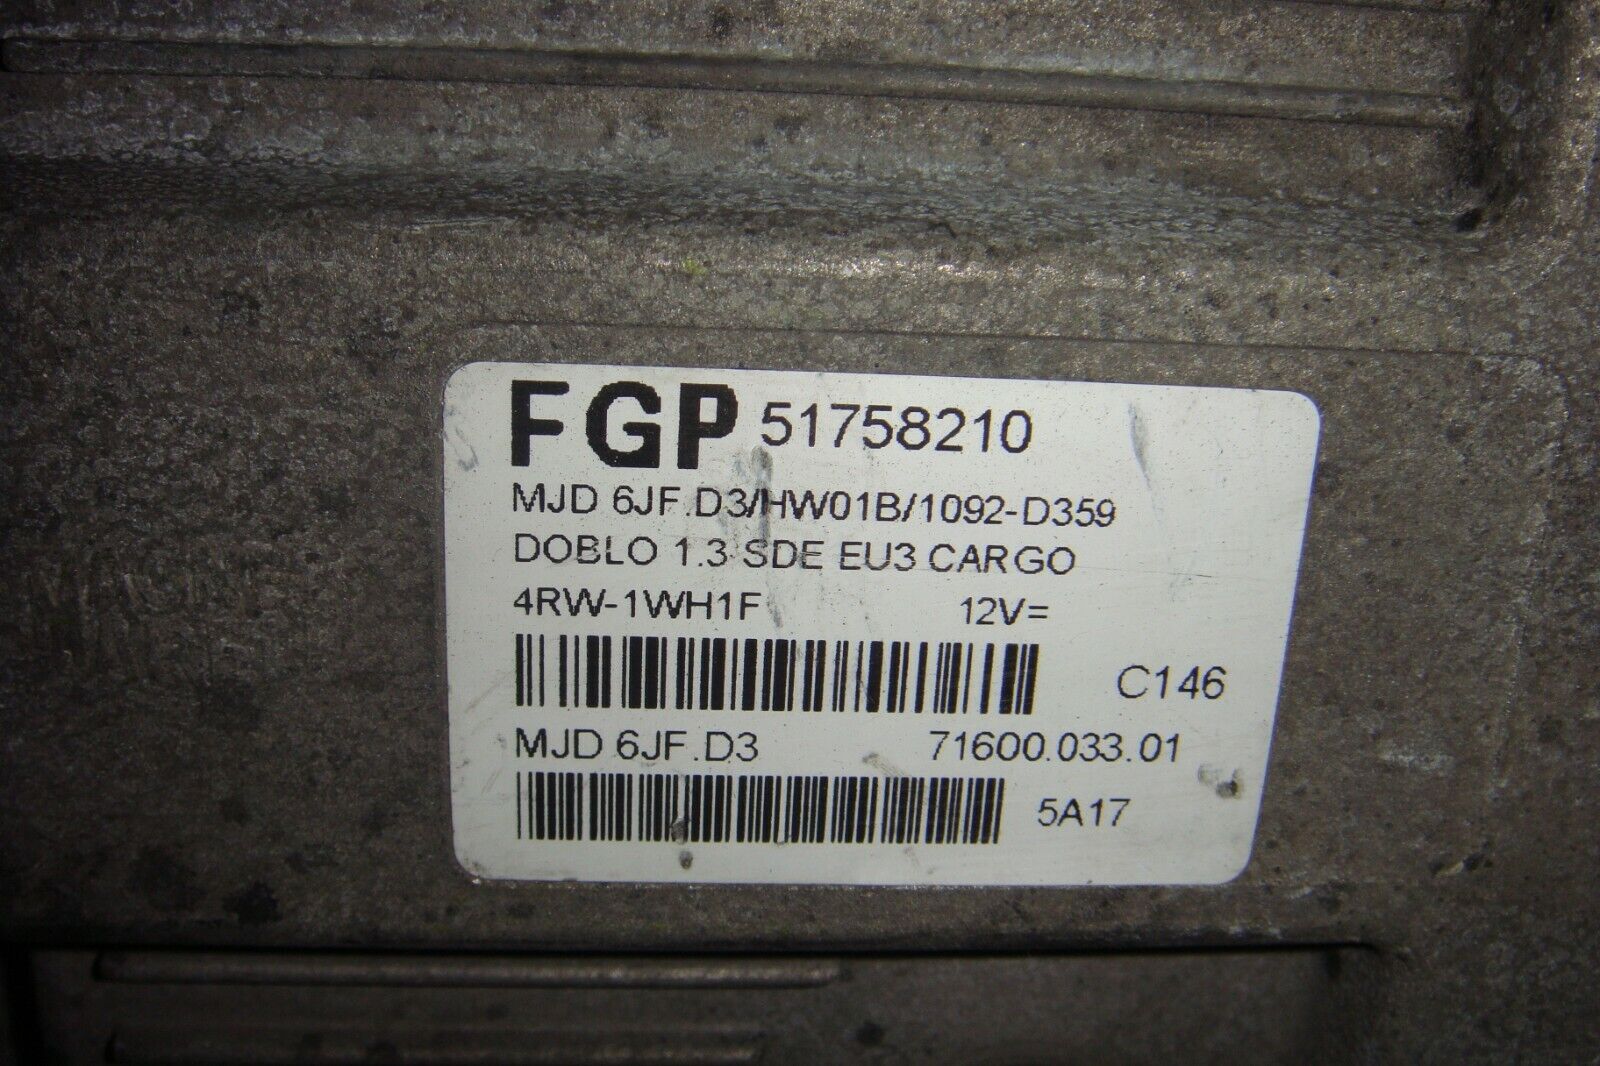 FGP 51758210
MJD 6JF.D3/HW01B/1092-D359
DOBLO 1.3 SDE EU3 CARGO
4RW-1WH1F 12V=
C146
MJD 6JF.D3 71600.033.01
5A17